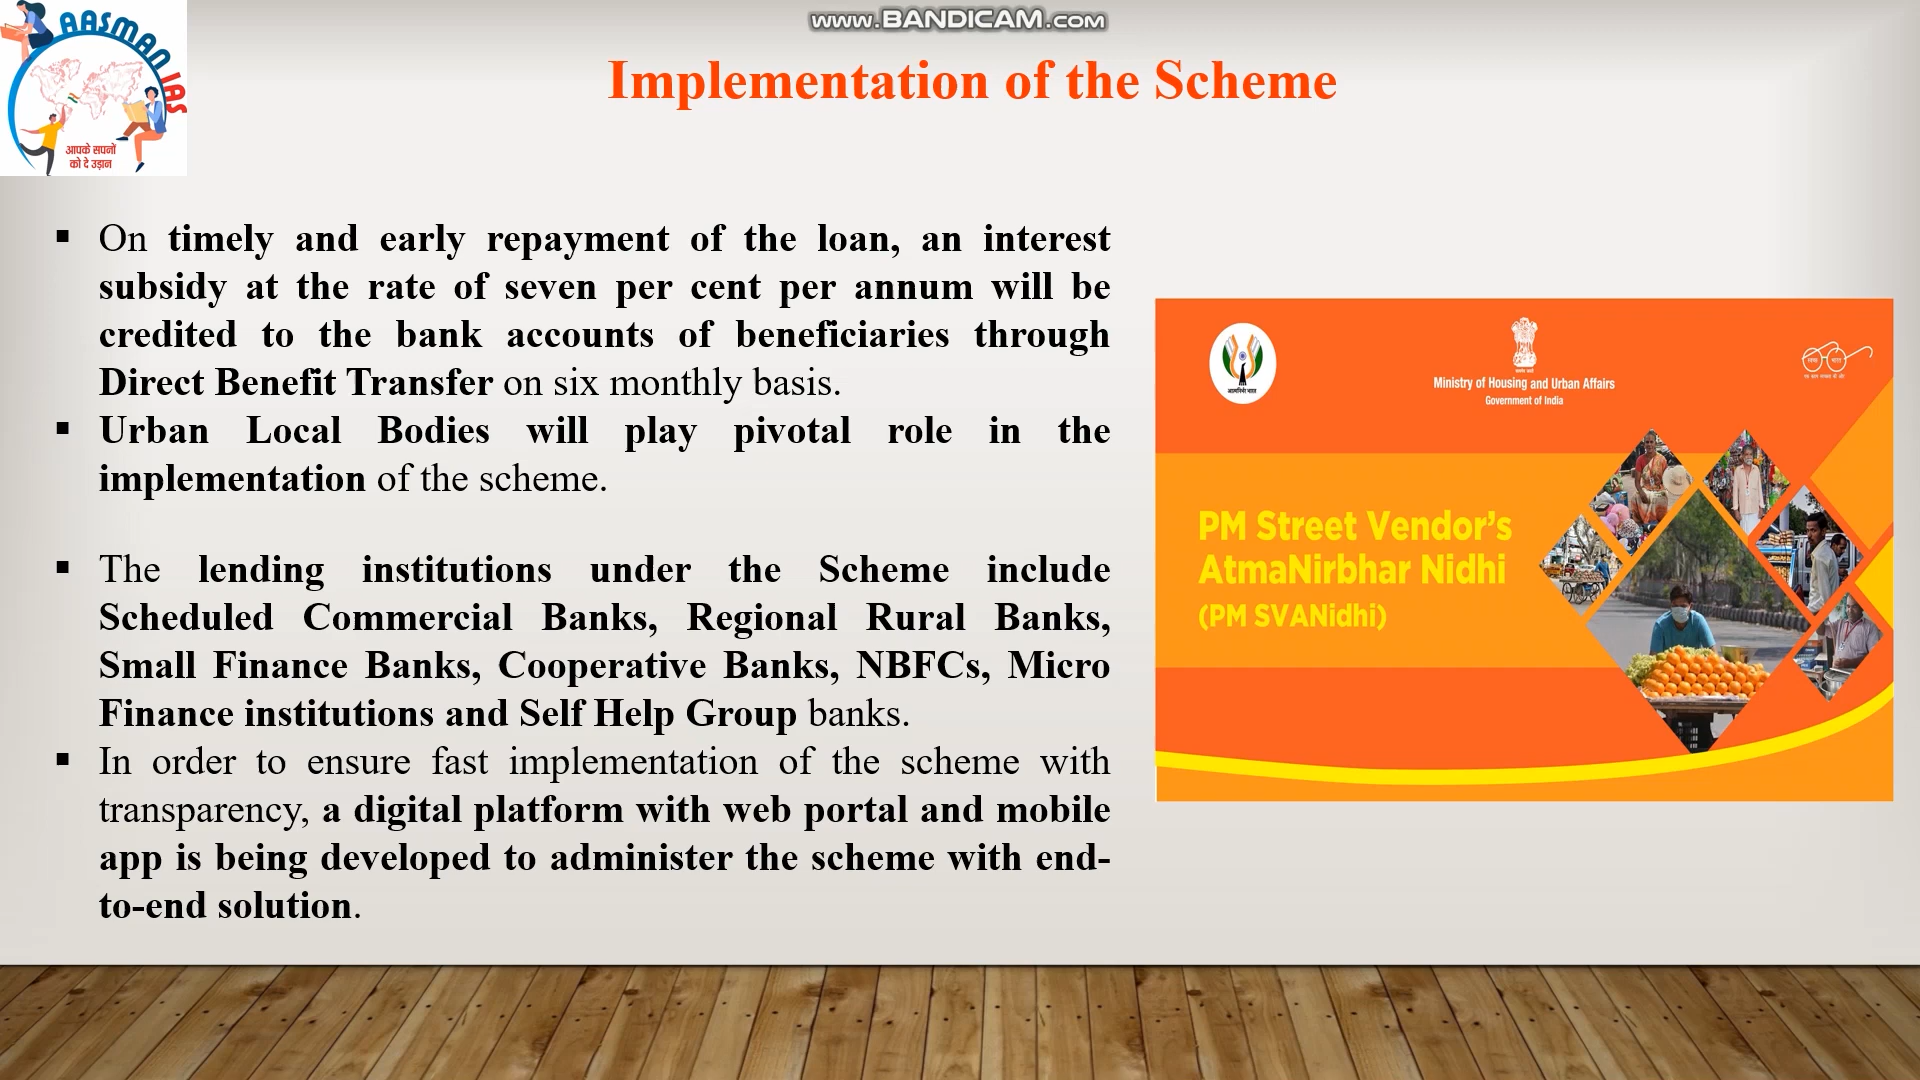 www.BANDICAM.com
AASMAN IAS
आपके सपनों
को दे उड़ान
Implementation of the Scheme
▪ On timely and early repayment of the loan, an interest
subsidy at the rate of seven per cent per annum will be
credited to the bank accounts of beneficiaries through
Direct Benefit Transfer on six monthly basis.
▪ Urban Local Bodies will play pivotal role in the
implementation of the scheme.
▪ The lending institutions under the Scheme include
Scheduled Commercial Banks, Regional Rural Banks,
Small Finance Banks, Cooperative Banks, NBFCs, Micro
Finance institutions and Self Help Group banks.
▪ In order to ensure fast implementation of the scheme with
transparency, a digital platform with web portal and mobile
app is being developed to administer the scheme with end-
to-end solution.
Ministry of Housing and Urban Affairs
Government of India
PM Street Vendor's
AtmaNirbhar Nidhi
(PM SVANidhi)